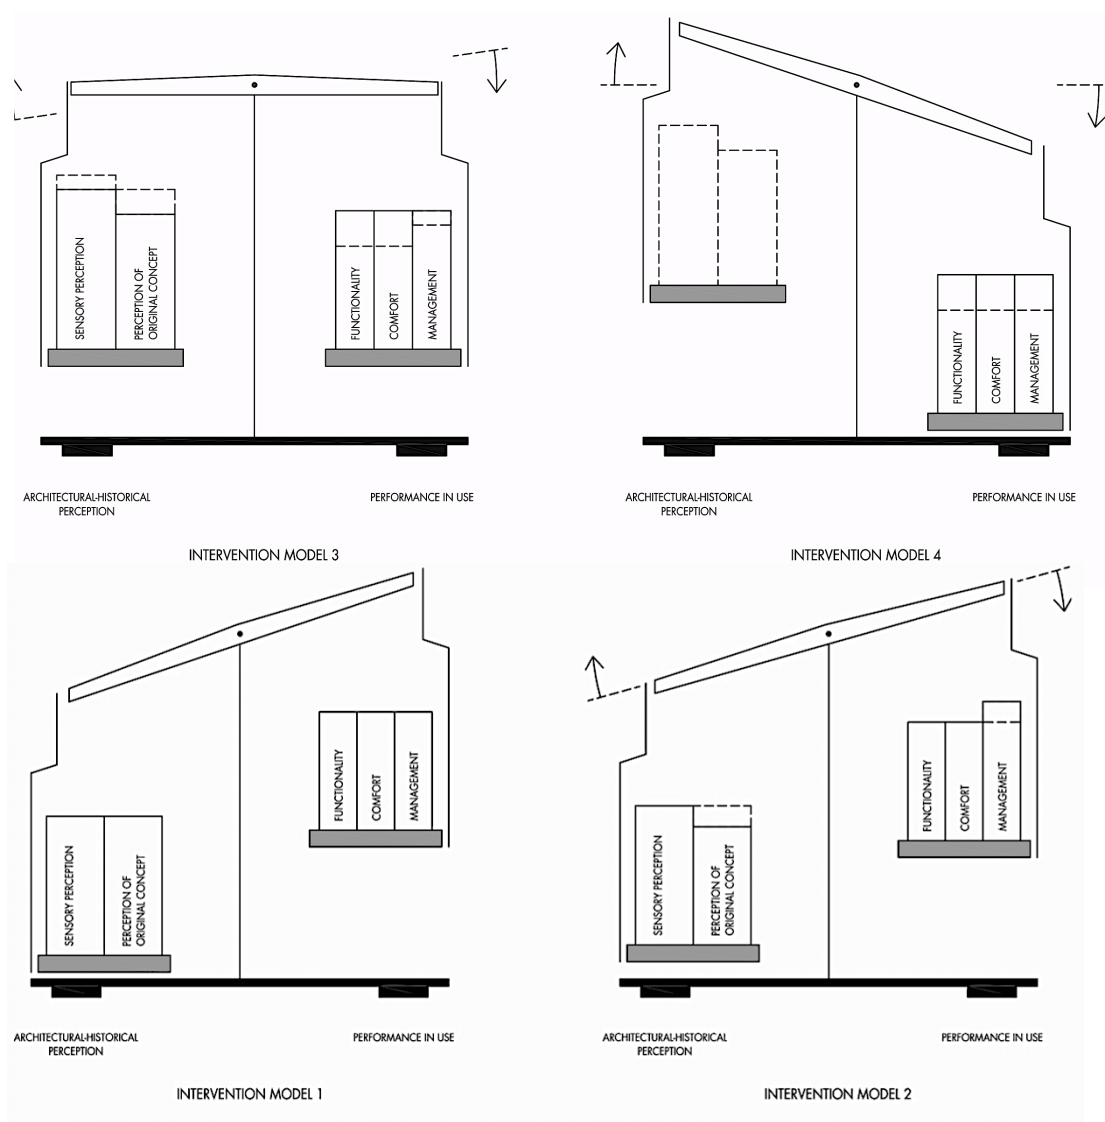 SENSORY PERCEPTION
PERCEPTION OF
ORIGINAL CONCEPT
FUNCTIONALITY
COMFORT
MANAGEMENT
ARCHITECTURAL-HISTORICAL
PERCEPTION
PERFORMANCE IN USE
INTERVENTION MODEL 3
FUNCTIONALITY
COMFORT
MANAGEMENT
ARCHITECTURAL-HISTORICAL
PERCEPTION
PERFORMANCE IN USE
INTERVENTION MODEL 4
SENSORY PERCEPTION
PERCEPTION OF
ORIGINAL CONCEPT
FUNCTIONALITY
COMFORT
MANAGEMENT
ARCHITECTURAL-HISTORICAL
PERCEPTION
PERFORMANCE IN USE
INTERVENTION MODEL 1
SENSORY PERCEPTION
PERCEPTION OF
ORIGINAL CONCEPT
FUNCTIONALITY
COMFORT
MANAGEMENT
ARCHITECTURAL-HISTORICAL
PERCEPTION
PERFORMANCE IN USE
INTERVENTION MODEL 2